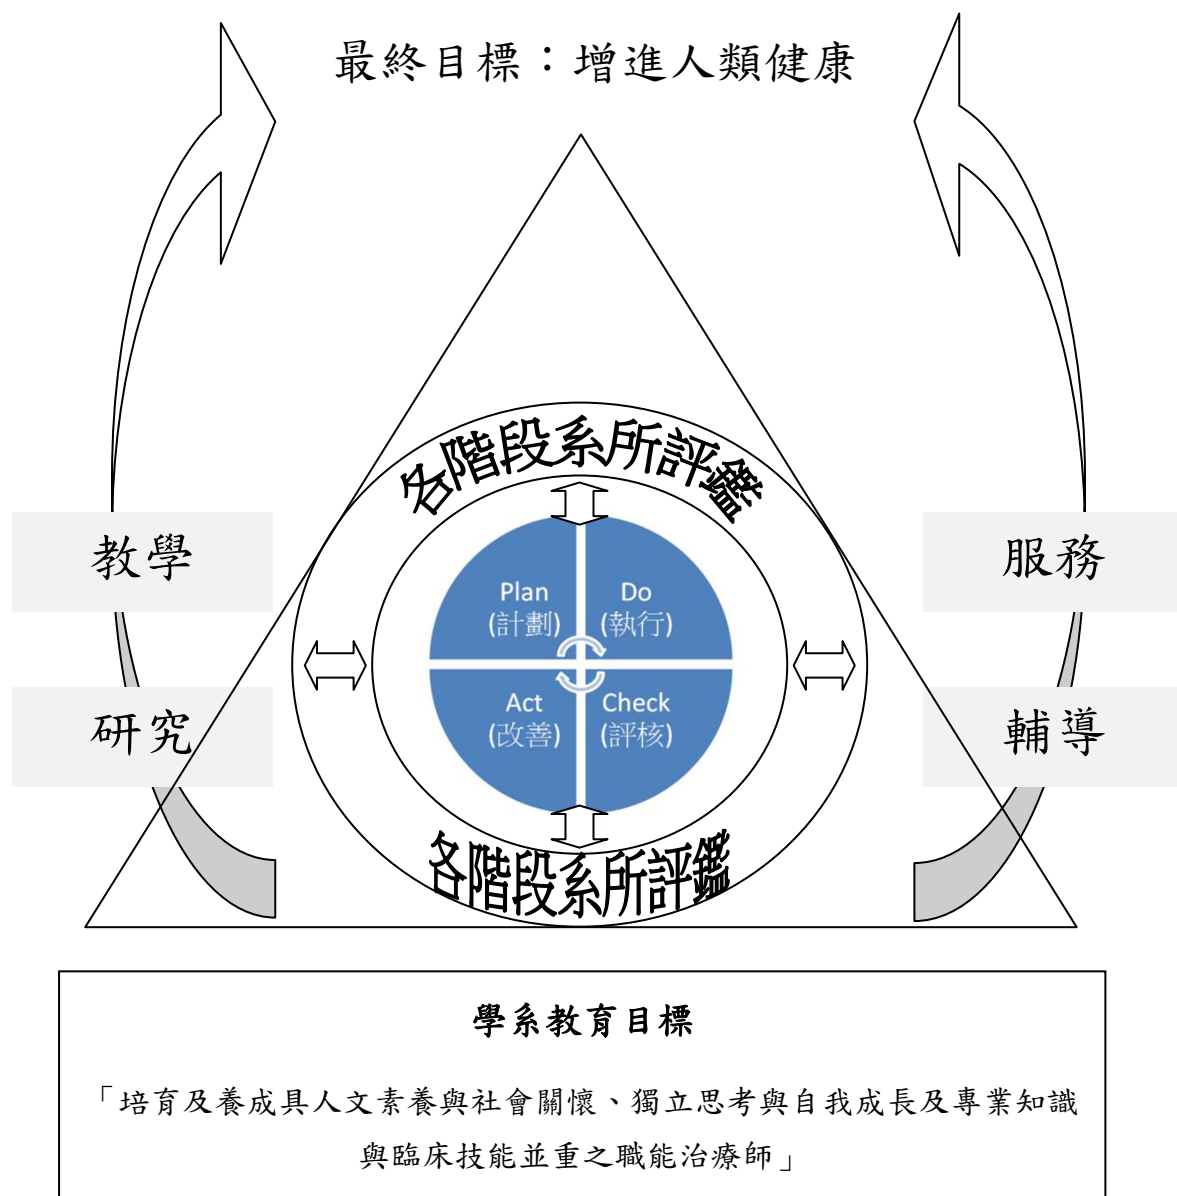 最終目標：增進人類健康
各階段系所評鑑
教學
服務
Plan
(計劃)
Do
(執行)
研究
輔導
Act
(改善)
Check
(評核)
各階段系所評鑑
學系教育目標
「培育及養成具人文素養與社會關懷、獨立思考與自我成長及專業知識
與臨床技能並重之職能治療師」